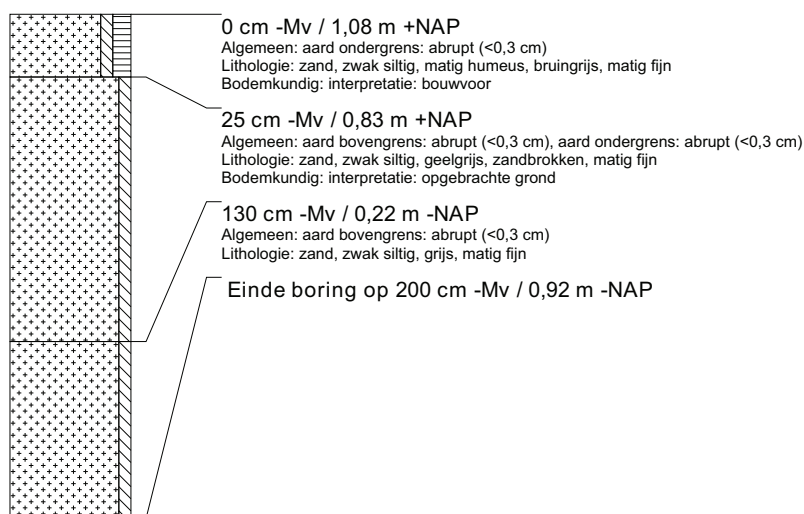 0 cm -Mv / 1,08 m +NAP
Algemeen: aard ondergrens: abrupt (<0,3 cm)
Lithologie: zand, zwak siltig, matig humeus, bruingrijs, matig fijn
Bodemkundig: interpretatie: bouwvoor
25 cm -Mv / 0,83 m +NAP
Algemeen: aard bovengrens: abrupt (<0,3 cm), aard ondergrens: abrupt (<0,3 cm)
Lithologie: zand, zwak siltig, geelgrijs, zandbrokken, matig fijn
Bodemkundig: interpretatie: opgebrachte grond
130 cm -Mv / 0,22 m -NAP
Algemeen: aard bovengrens: abrupt (<0,3 cm)
Lithologie: zand, zwak siltig, grijs, matig fijn
Einde boring op 200 cm -Mv / 0,92 m -NAP